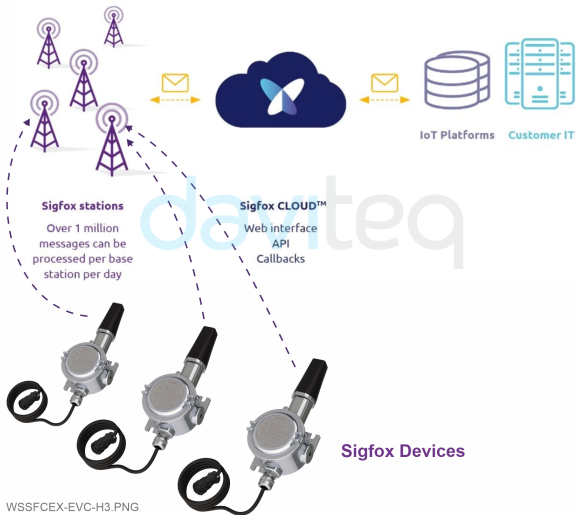 IoT Platforms
Customer IT
Sigfox stations
Over 1 million
messages can be
processed per base
station per day
Sigfox CLOUD™
Web interface
API
Callbacks
daviteq
Sigfox Devices
WSSFCEX-EVC-H3.PNG